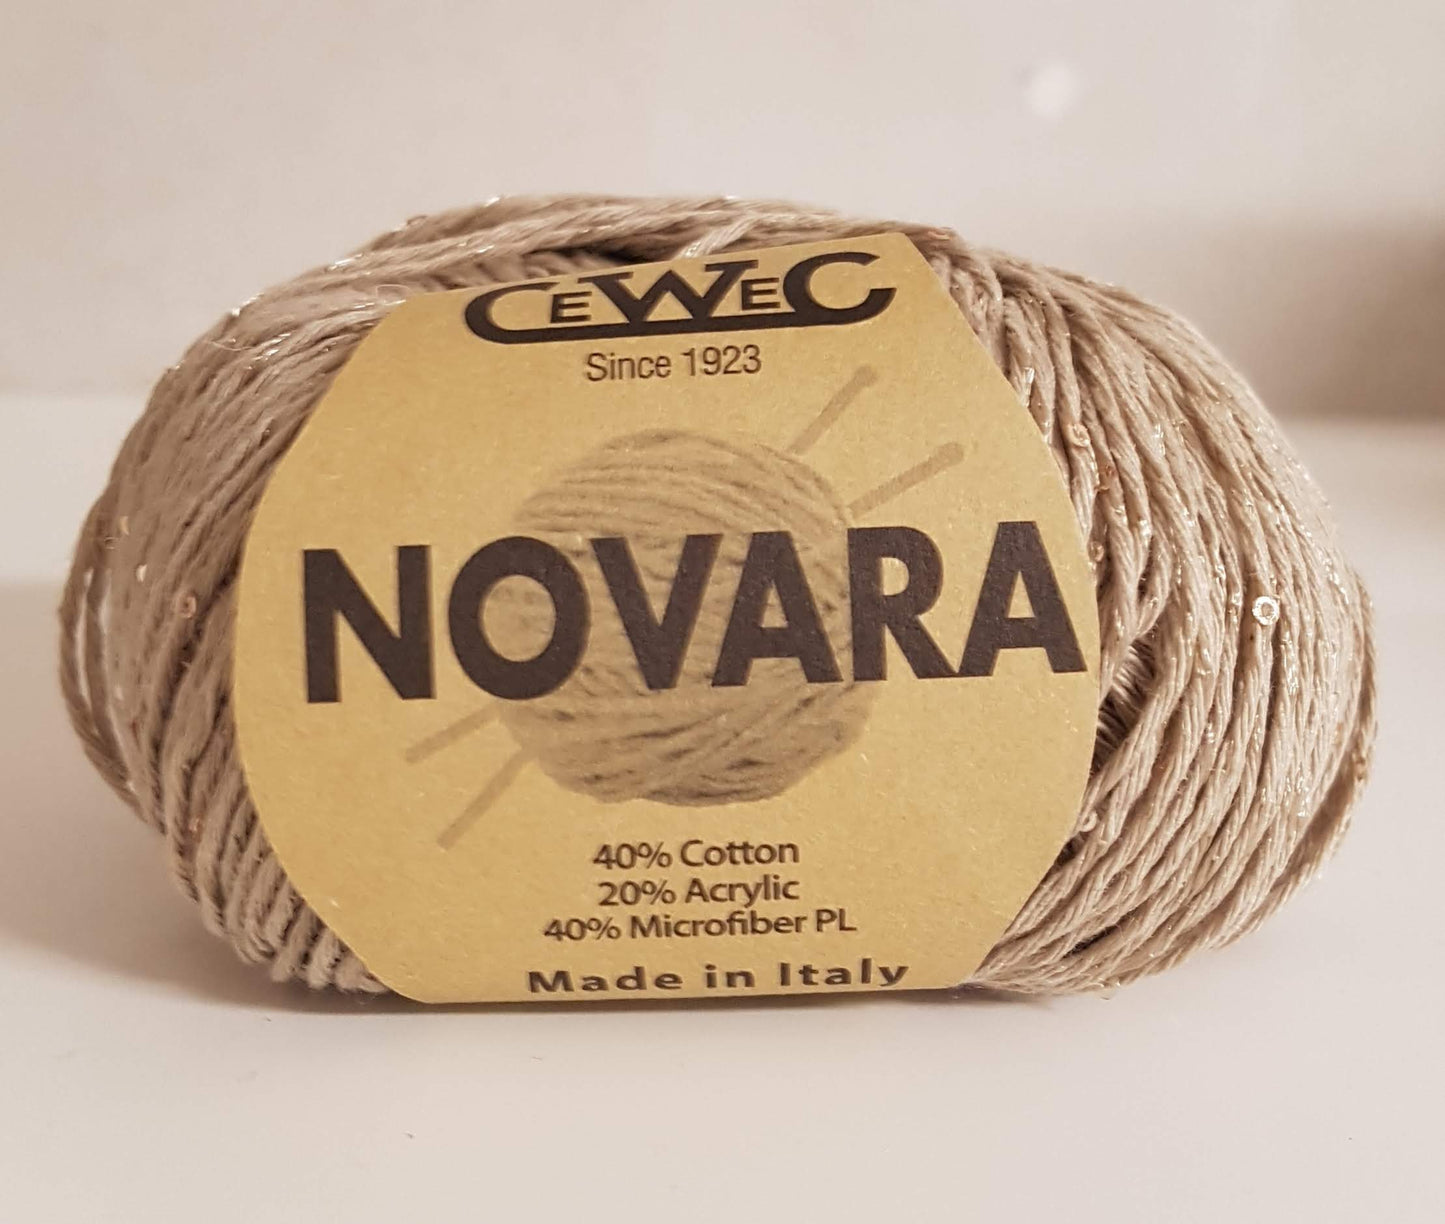 CeWeC
Since 1923
NOVARA
40% Cotton
20% Acrylic
40% Microfiber PL
Made in Italy